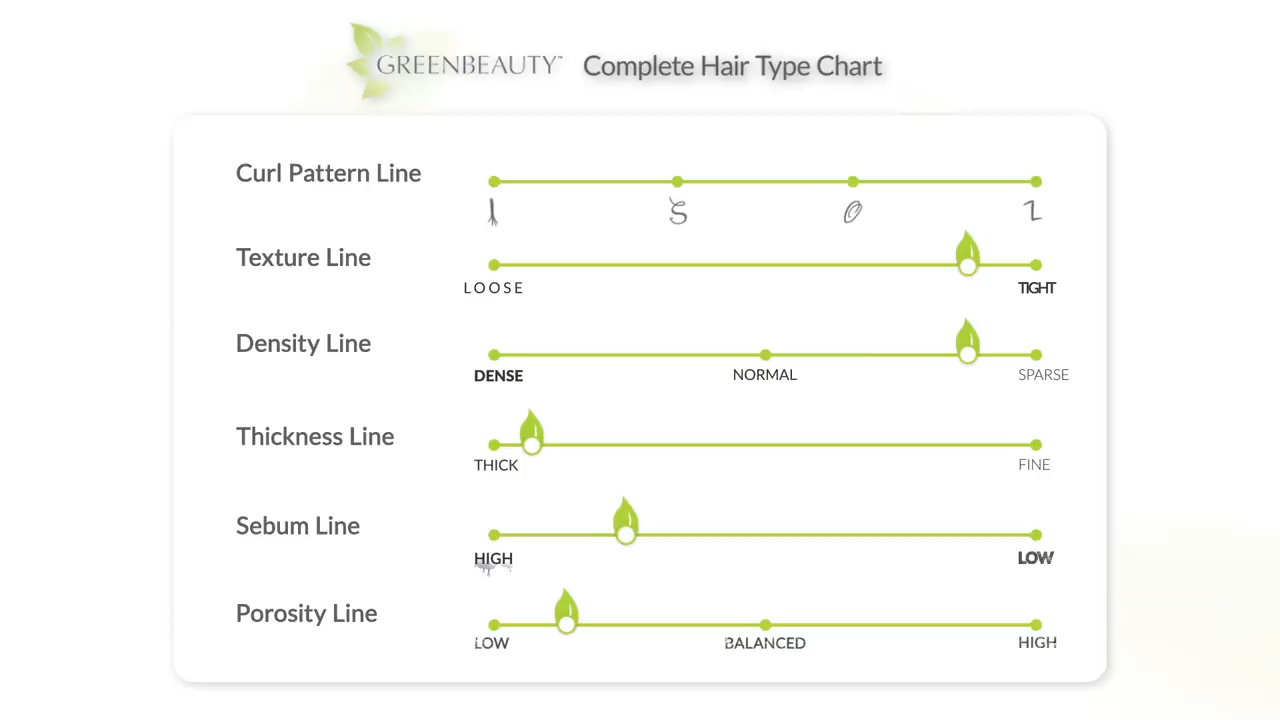 GREENBEAUTY™ Complete Hair Type Chart
Curl Pattern Line
Texture Line
LOOSE TIGHT
Density Line
DENSE NORMAL SPARSE
Thickness Line
THICK FINE
Sebum Line
HIGH LOW
Porosity Line
LOW BALANCED HIGH